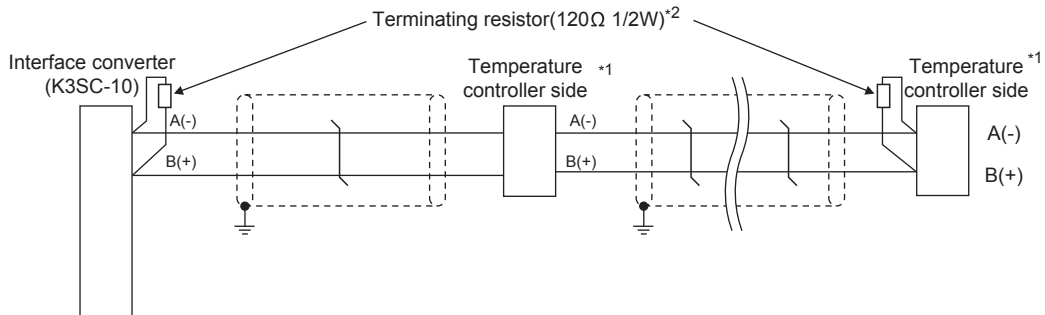 Terminating resistor(120Ω 1/2W)*2
Interface converter
(K3SC-10)
Temperature *1
controller side
Temperature *1
controller side
A(-)
A(-)
A(-)
B(+)
B(+)
B(+)